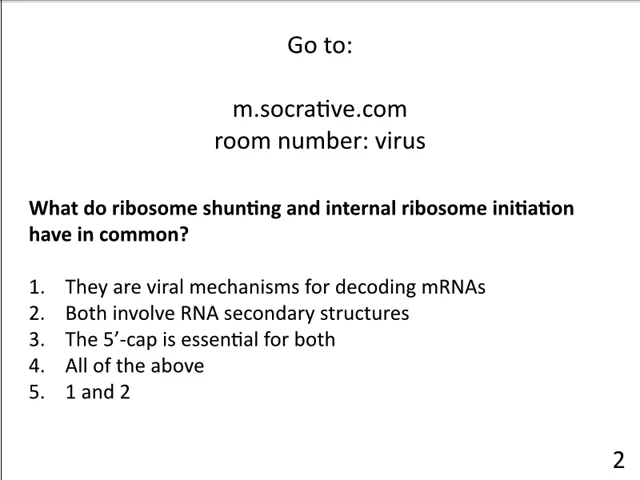 Go to:
m.socrative.com
room number: virus
What do ribosome shunting and internal ribosome initiation
have in common?
1. They are viral mechanisms for decoding mRNAs
2. Both involve RNA secondary structures
3. The 5’-cap is essential for both
4. All of the above
5. 1 and 2
2